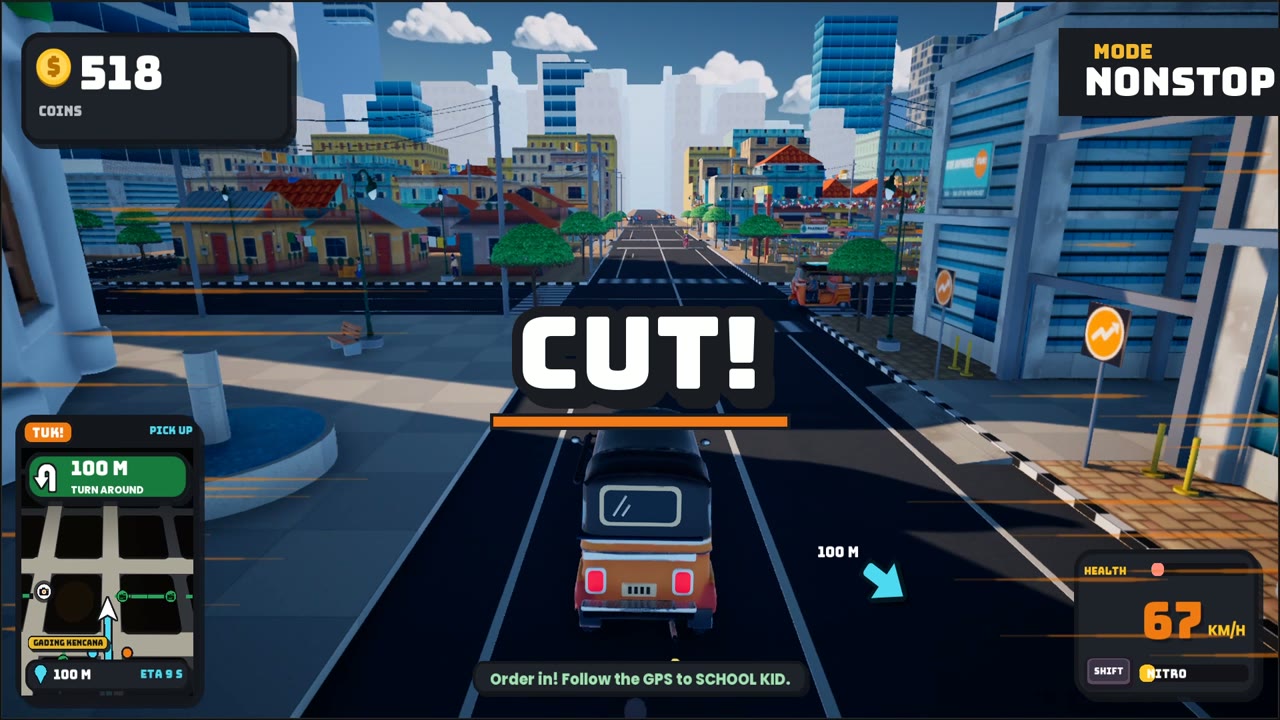 518
COINS
MODE
NONSTOP
CUT!
TUK!
PICK UP
100 M
TURN AROUND
GADING KENCANA
100 M
ETA 9 S
100 M
Order in! Follow the GPS to SCHOOL KID.
HEALTH
67 KM/H
SHIFT
NITRO